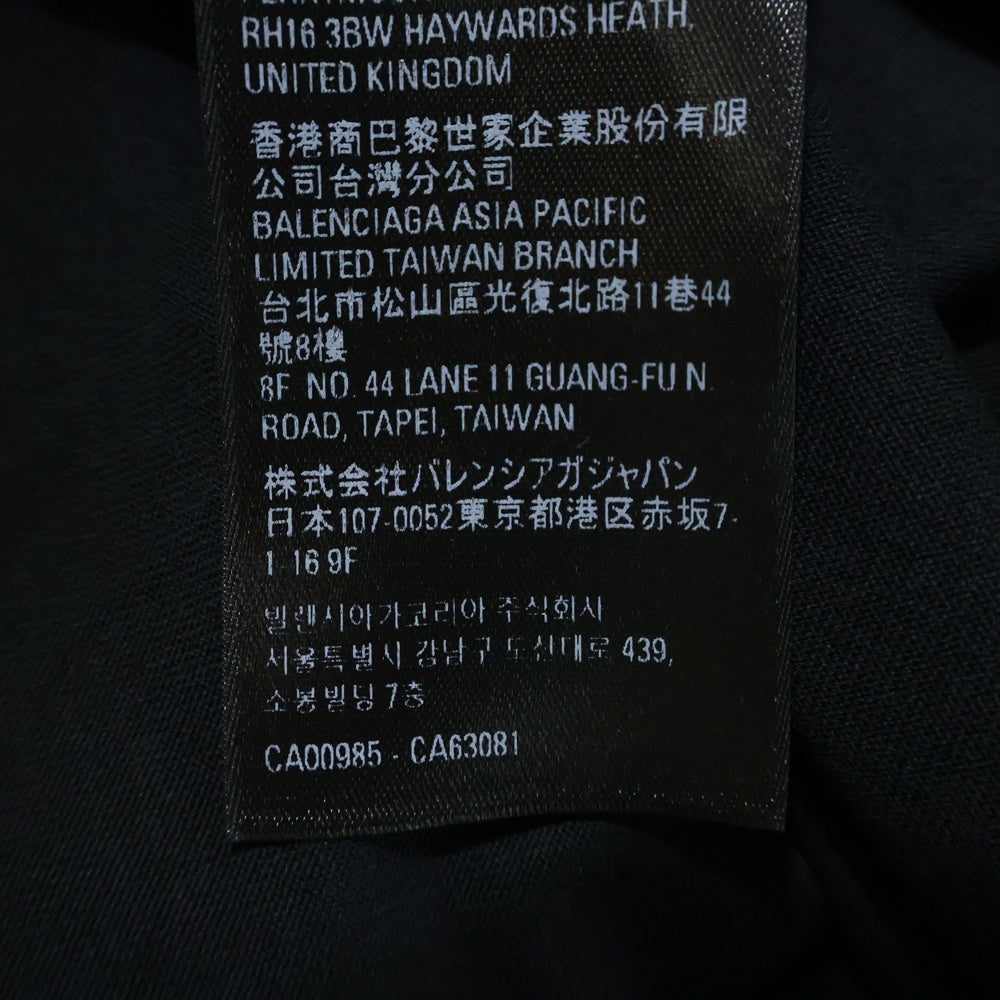 RH16 3BW HAYWARDS HEATH,
UNITED KINGDOM
香港商巴黎世家企業股份有限
公司台灣分公司
BALENCIAGA ASIA PACIFIC
LIMITED TAIWAN BRANCH
台北市松山區光復北路11巷44
號8樓
8F. NO. 44 LANE 11 GUANG-FU N.
ROAD, TAPEI, TAIWAN
株式会社バレンシアガジャパン
日本107-0052東京都港区赤坂7-
1 16 9F
발렌시아가코리아 주식회사
서울특별시 강남구 도산대로 439,
소봉빌딩 7층
CA00985 - CA63081